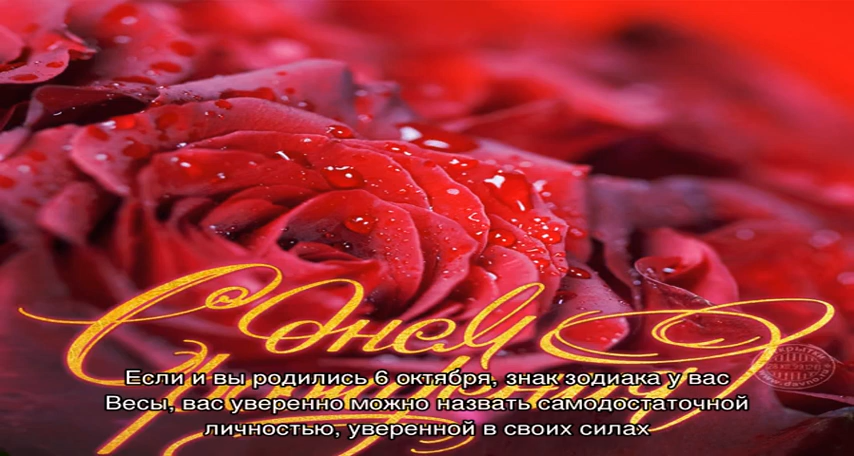 С Днем
Если и вы родились 6 октября, знак зодиака у вас
Весы, вас уверенно можно назвать самодостаточной
личностью, уверенной в своих силах